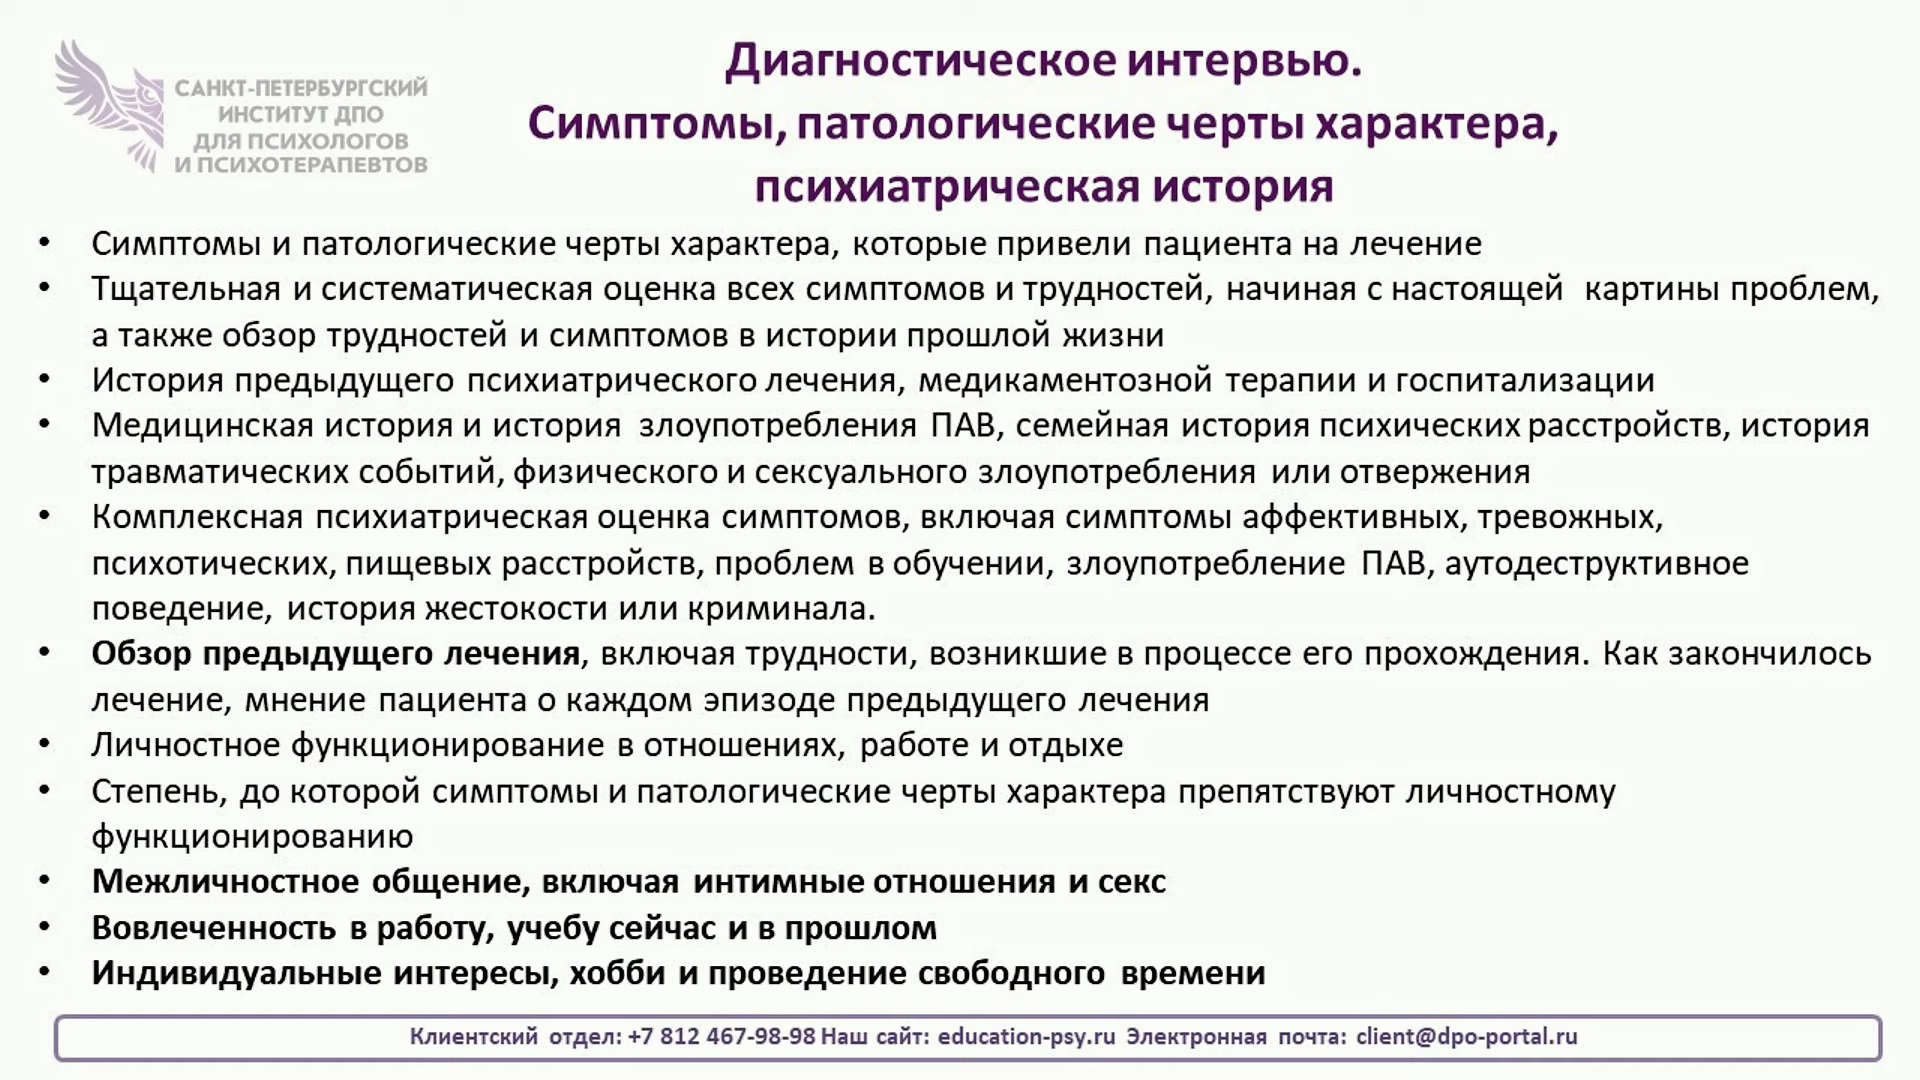 САНКТ-ПЕТЕРБУРГСКИЙ
ИНСТИТУТ ДПО
ДЛЯ ПСИХОЛОГОВ
И ПСИХОТЕРАПЕВТОВ
Диагностическое интервью.
Симптомы, патологические черты характера,
психиатрическая история
• Симптомы и патологические черты характера, которые привели пациента на лечение
• Тщательная и систематическая оценка всех симптомов и трудностей, начиная с настоящей картины проблем,
а также обзор трудностей и симптомов в истории прошлой жизни
• История предыдущего психиатрического лечения, медикаментозной терапии и госпитализации
• Медицинская история и история злоупотребления ПАВ, семейная история психических расстройств, история
травматических событий, физического и сексуального злоупотребления или отвержения
• Комплексная психиатрическая оценка симптомов, включая симптомы аффективных, тревожных,
психотических, пищевых расстройств, проблем в обучении, злоупотребление ПАВ, аутодеструктивное
поведение, история жестокости или криминала.
• Обзор предыдущего лечения, включая трудности, возникшие в процессе его прохождения. Как закончилось
лечение, мнение пациента о каждом эпизоде предыдущего лечения
• Личностное функционирование в отношениях, работе и отдыхе
• Степень, до которой симптомы и патологические черты характера препятствуют личностному
функционированию
• Межличностное общение, включая интимные отношения и секс
• Вовлеченность в работу, учебу сейчас и в прошлом
• Индивидуальные интересы, хобби и проведение свободного времени
Клиентский отдел: +7 812 467-98-98 Наш сайт: education-psy.ru Электронная почта: client@dpo-portal.ru